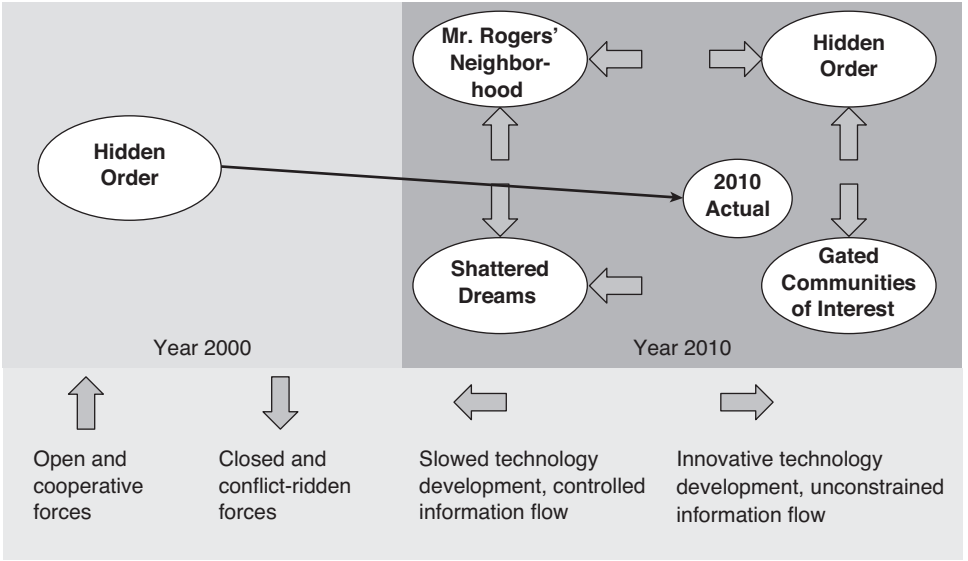 Mr. Rogers’
Neighbor-
hood
Hidden
Order
Hidden
Order
2010
Actual
Shattered
Dreams
Gated
Communities
of Interest
Year 2000
Year 2010
Open and
cooperative
forces
Closed and
conflict-ridden
forces
Slowed technology
development, controlled
information flow
Innovative technology
development, unconstrained
information flow